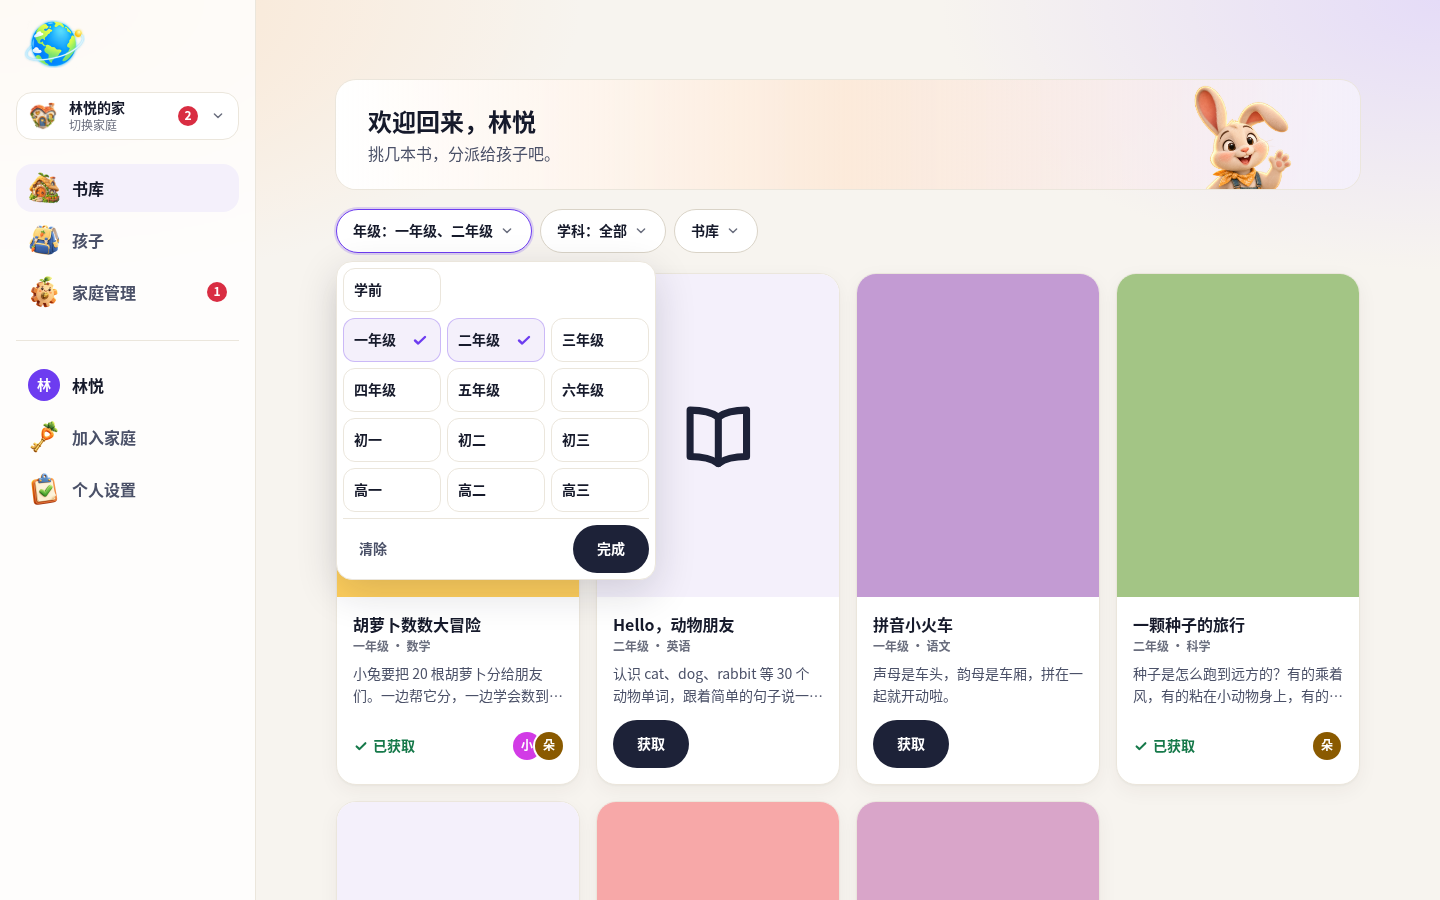 林悦的家
切换家庭
2
书库
孩子
家庭管理
1
林
林悦
加入家庭
个人设置
欢迎回来，林悦
挑几本书，分派给孩子吧。
年级：一年级、二年级
学科：全部
书库
学前
一年级
二年级
三年级
四年级
五年级
六年级
初一
初二
初三
高一
高二
高三
清除
完成
胡萝卜数数大冒险
一年级 · 数学
小兔要把 20 根胡萝卜分给朋友
们。一边帮它分，一边学会数到…
已获取
小
朵
Hello，动物朋友
二年级 · 英语
认识 cat、dog、rabbit 等 30 个
动物单词，跟着简单的句子说一…
获取
拼音小火车
一年级 · 语文
声母是车头，韵母是车厢，拼在一
起就开动啦。
获取
一颗种子的旅行
二年级 · 科学
种子是怎么跑到远方的？有的乘着
风，有的粘在小动物身上，有的…
已获取
朵